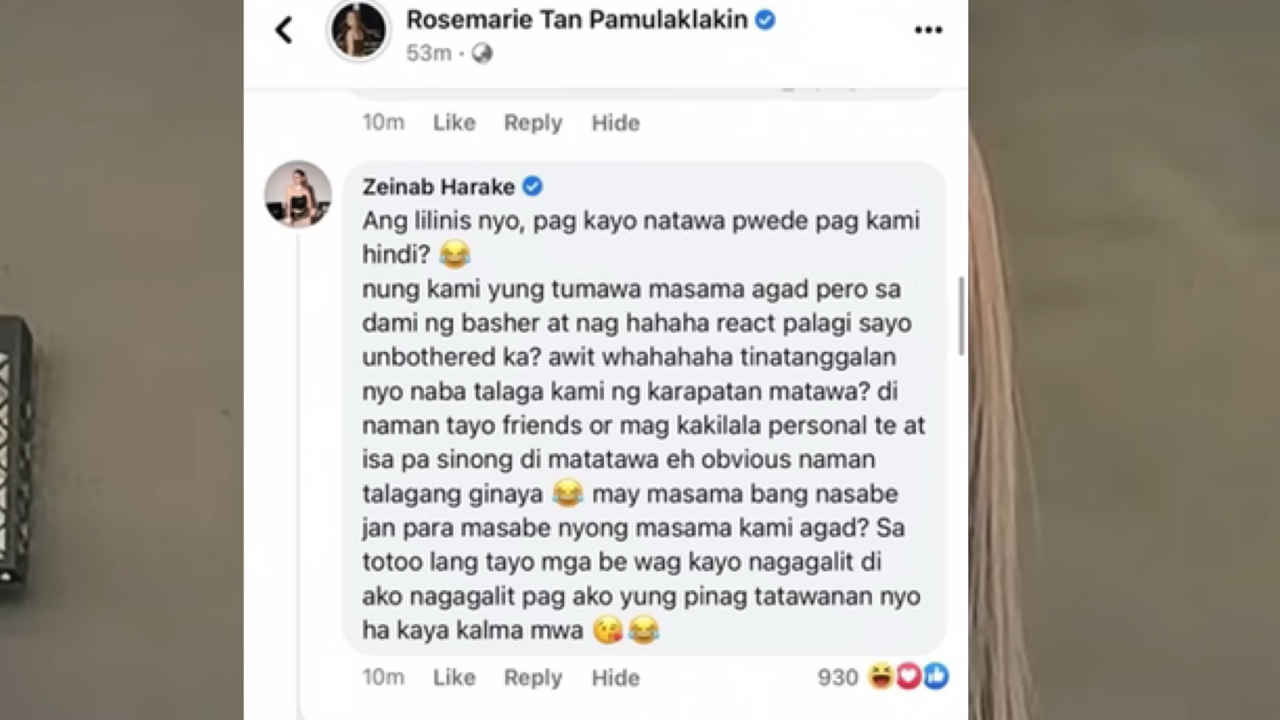 Rosemarie Tan Pamulaklakin
53m ·
10m Like Reply Hide
Zeinab Harake
Ang lilinis nyo, pag kayo natawa pwede pag kami
hindi? 😂
nung kami yung tumawa masama agad pero sa
dami ng basher at nag hahaha react palagi sayo
unbothered ka? awit whahahaha tinatanggalan
nyo naba talaga kami ng karapatan matawa? di
naman tayo friends or mag kakilala personal te at
isa pa sinong di matatawa eh obvious naman
talagang ginaya 😂 may masama bang nasabe
jan para masabe nyong masama kami agad? Sa
totoo lang tayo mga be wag kayo nagagalit di
ako nagagalit pag ako yung pinag tatawanan nyo
ha kaya kalma mwa 😘😂
10m Like Reply Hide 930